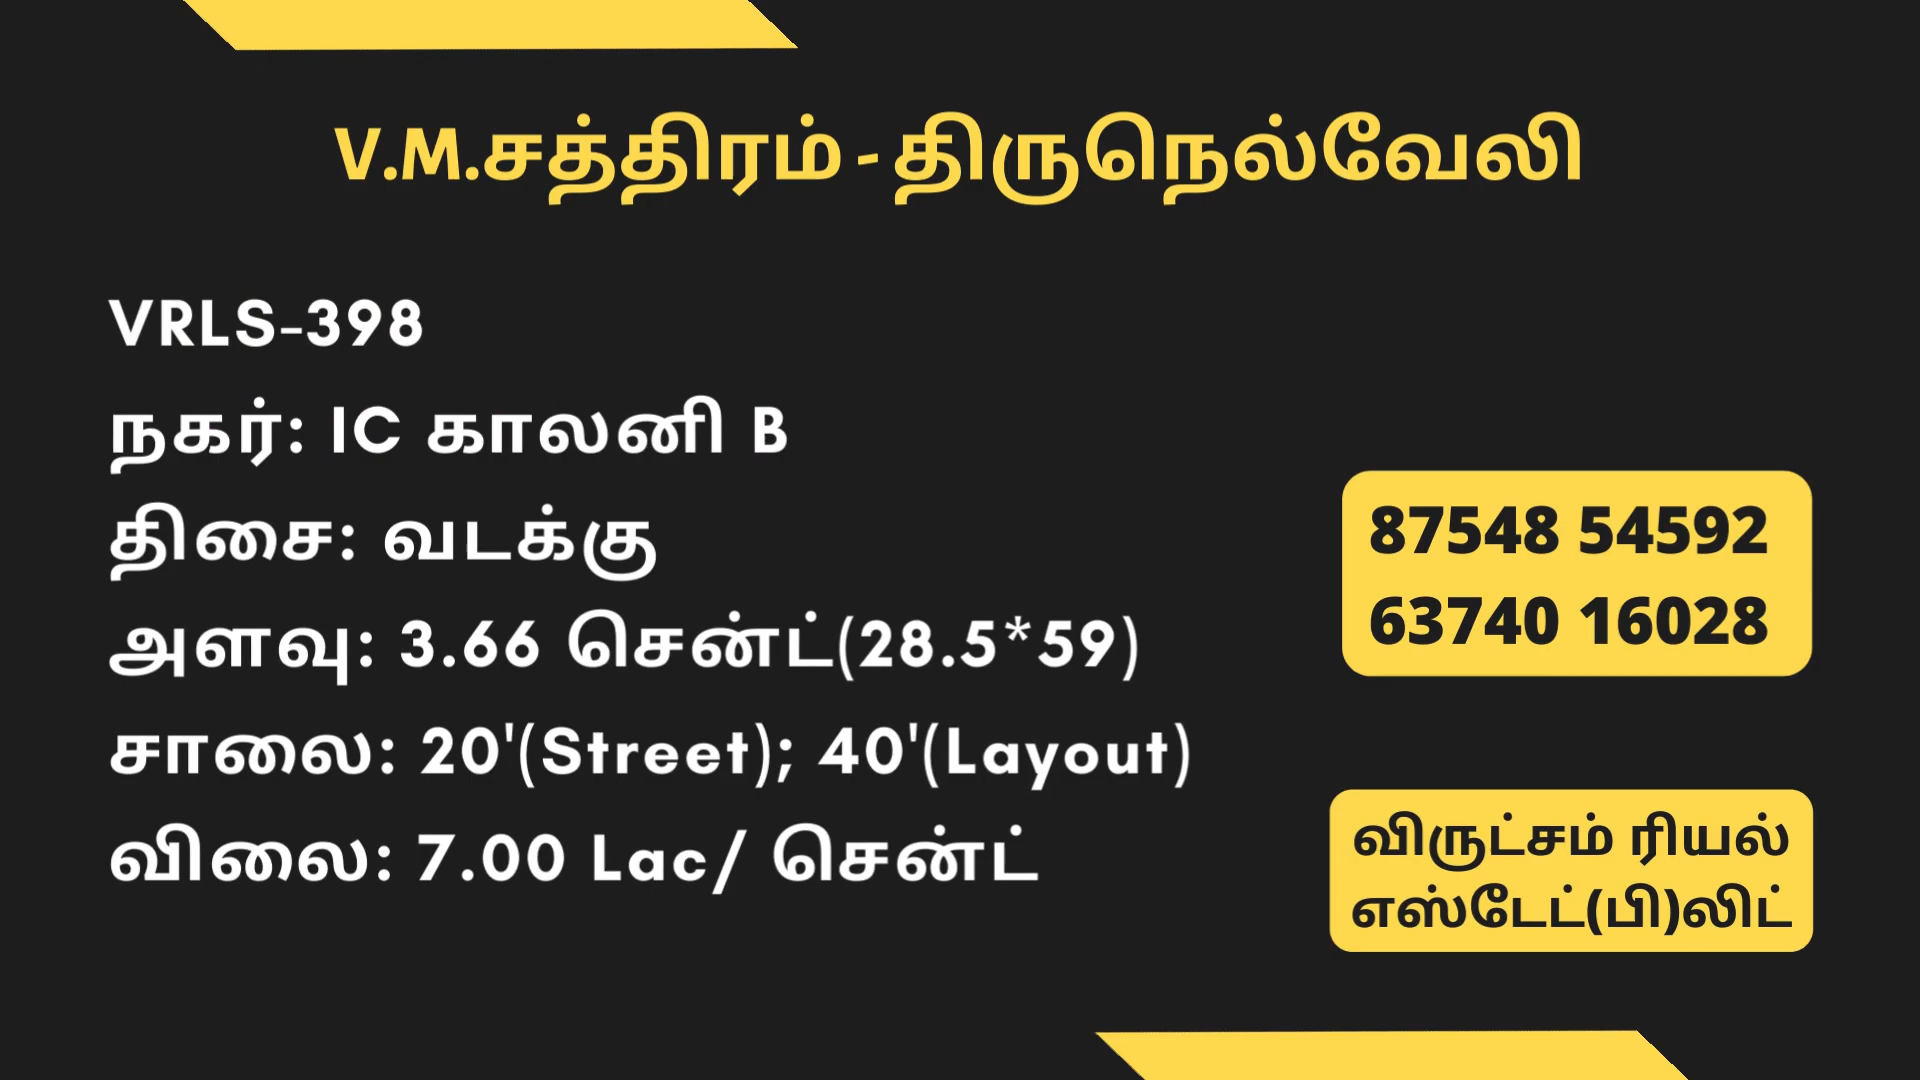 V.M.சத்திரம் - திருநெல்வேலி
VRLS-398
நகர்: IC காலனி B
திசை: வடக்கு
அளவு: 3.66 சென்ட்(28.5*59)
சாலை: 20'(Street); 40'(Layout)
விலை: 7.00 Lac/ சென்ட்
87548 54592
63740 16028
விருட்சம் ரியல்
எஸ்டேட்(பி)லிட்